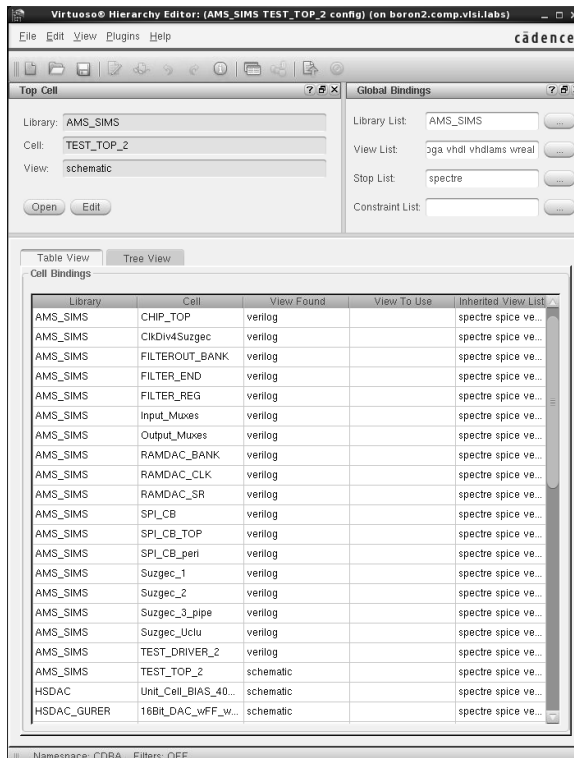 Virtuoso® Hierarchy Editor: (AMS_SIMS TEST_TOP_2 config) (on boron2.comp.vlsi.labs)
File Edit View Plugins Help
cādence
Top Cell
Library: AMS_SIMS
Cell: TEST_TOP_2
View: schematic
Open Edit
Global Bindings
Library List: AMS_SIMS ...
View List: vhdl vhdlams wreal ...
Stop List: spectre ...
Constraint List: ...
Table View Tree View
Cell Bindings
Library Cell View Found View To Use Inherited View List
AMS_SIMS CHIP_TOP verilog spectre spice ve...
AMS_SIMS ClkDiv4Suzgec verilog spectre spice ve...
AMS_SIMS FILTEROUT_BANK verilog spectre spice ve...
AMS_SIMS FILTER_END verilog spectre spice ve...
AMS_SIMS FILTER_REG verilog spectre spice ve...
AMS_SIMS Input_Muxes verilog spectre spice ve...
AMS_SIMS Output_Muxes verilog spectre spice ve...
AMS_SIMS RAMDAC_BANK verilog spectre spice ve...
AMS_SIMS RAMDAC_CLK verilog spectre spice ve...
AMS_SIMS RAMDAC_SR verilog spectre spice ve...
AMS_SIMS SPI_CB verilog spectre spice ve...
AMS_SIMS SPI_CB_TOP verilog spectre spice ve...
AMS_SIMS SPI_CB_peri verilog spectre spice ve...
AMS_SIMS Suzgec_1 verilog spectre spice ve...
AMS_SIMS Suzgec_2 verilog spectre spice ve...
AMS_SIMS Suzgec_3_pipe verilog spectre spice ve...
AMS_SIMS Suzgec_Uclu verilog spectre spice ve...
AMS_SIMS TEST_DRIVER_2 verilog spectre spice ve...
AMS_SIMS TEST_TOP_2 schematic spectre spice ve...
HSDAC Unit_Cell_BIAS_40... schematic spectre spice ve...
HSDAC_GURER 16Bit_DAC_wFF_w... schematic spectre spice ve...
Namespace: CDBA Filters: OFF